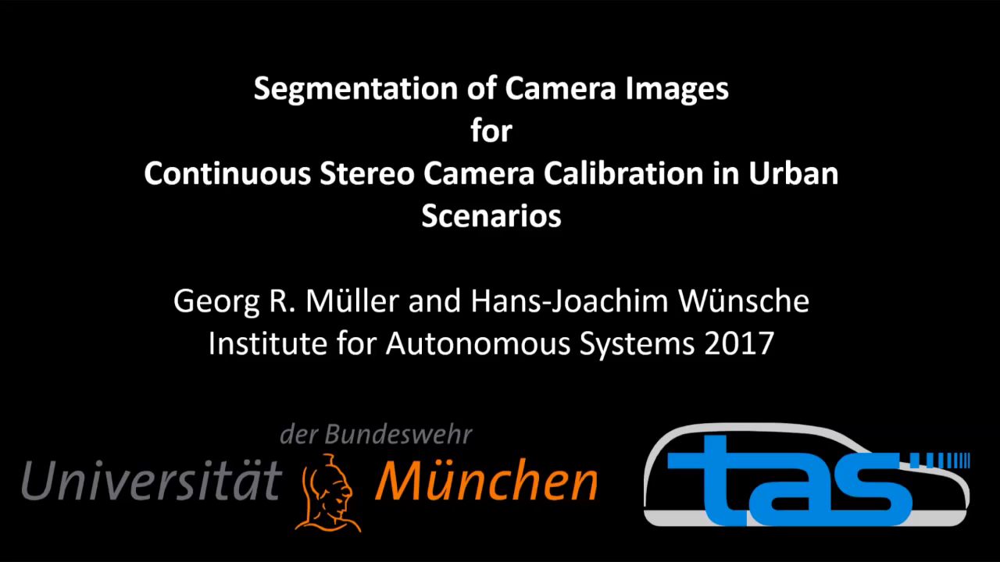 Segmentation of Camera Images
for
Continuous Stereo Camera Calibration in Urban
Scenarios
Georg R. Müller and Hans-Joachim Wünsche
Institute for Autonomous Systems 2017
der Bundeswehr
Universität München
tas